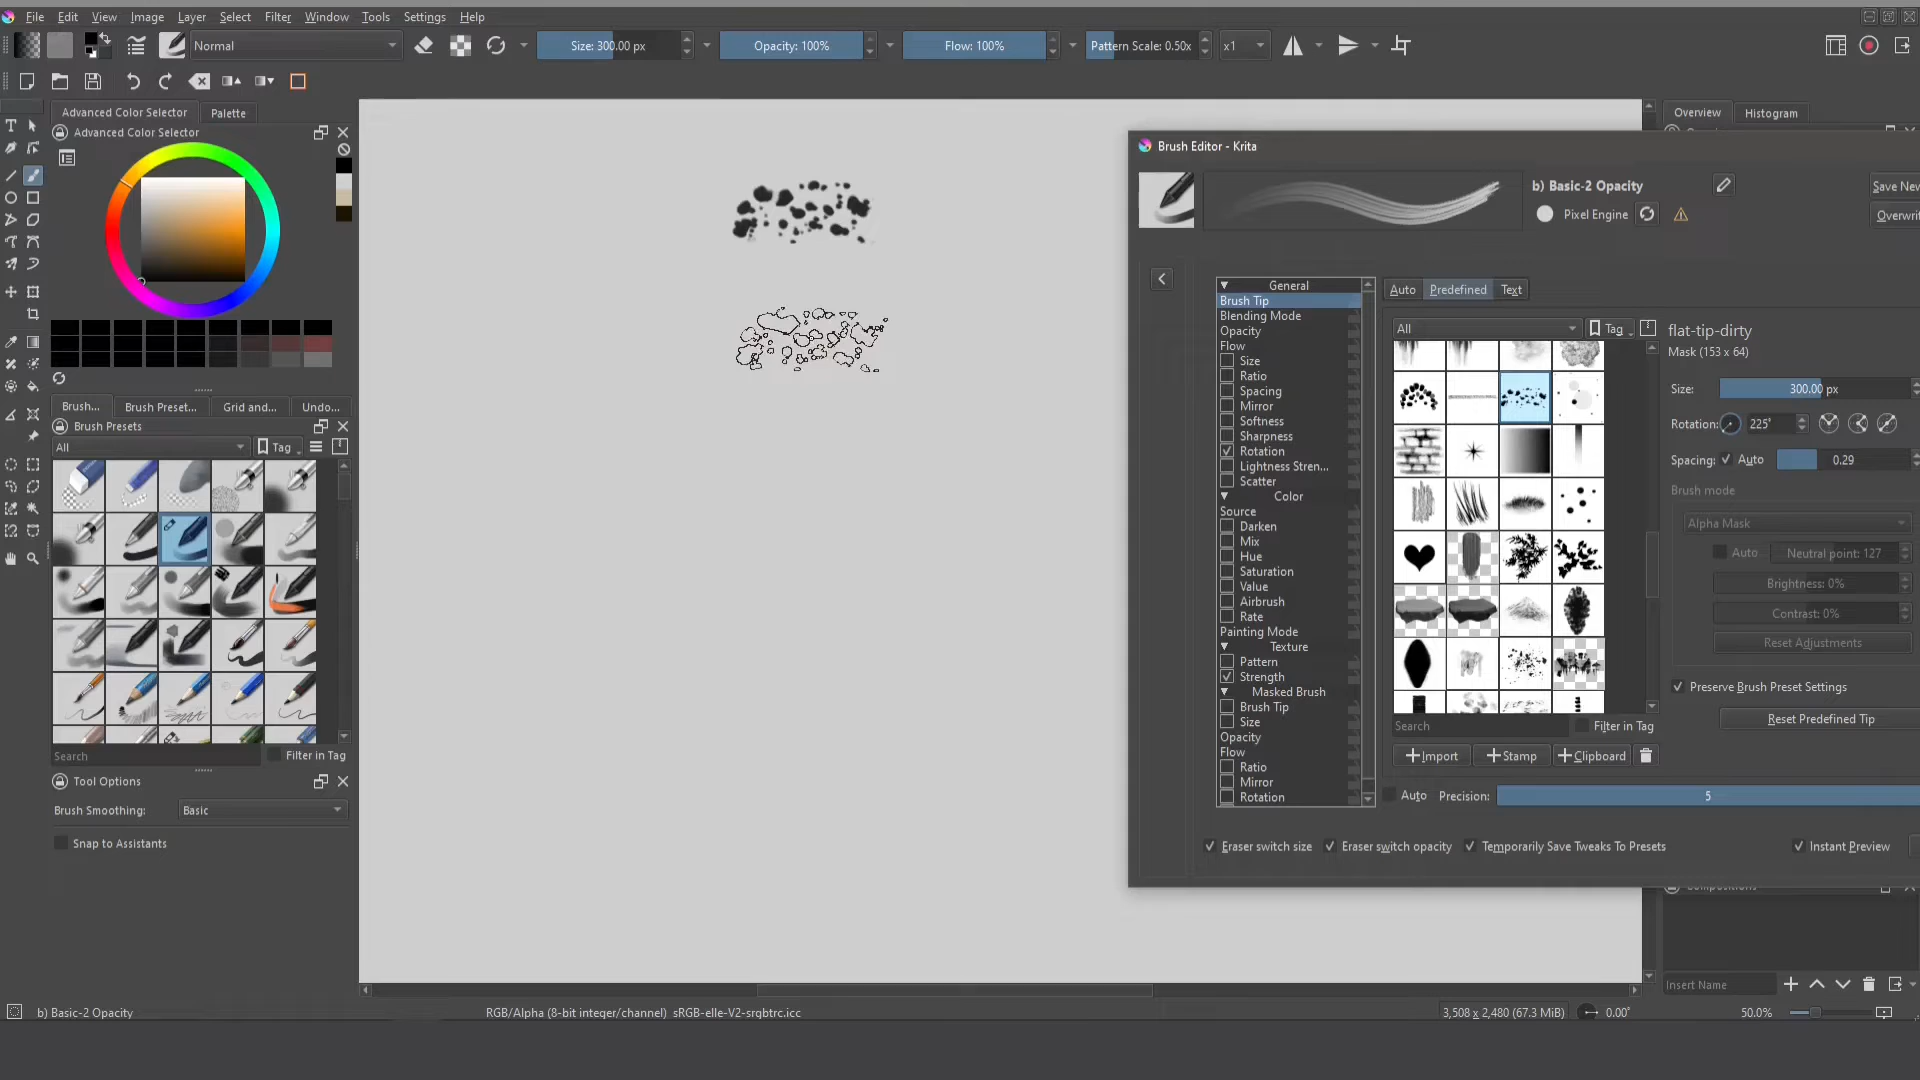 File Edit View Image Layer Select Filter Window Tools Settings Help
Normal Size: 300.00 px Opacity: 100% Flow: 100% Pattern Scale: 0.50x x1
Advanced Color Selector Palette
Advanced Color Selector
Overview Histogram
Brush Editor - Krita
b) Basic-2 Opacity
Pixel Engine
Save New
Overwrit
General
Brush Tip
Blending Mode
Opacity
Flow
Size
Ratio
Spacing
Mirror
Softness
Sharpness
Rotation
Lightness Stren...
Scatter
Color
Source
Darken
Mix
Hue
Saturation
Value
Airbrush
Rate
Painting Mode
Texture
Pattern
Strength
Masked Brush
Brush Tip
Size
Opacity
Flow
Ratio
Mirror
Rotation
Auto Predefined Text
All Tag
flat-tip-dirty
Mask (153 x 64)
Size: 300.00 px
Rotation: 225°
Spacing: Auto 0.29
Brush mode
Alpha Mask
Auto Neutral point: 127
Brightness: 0%
Contrast: 0%
Reset Adjustments
Preserve Brush Preset Settings
Reset Predefined Tip
Search Filter in Tag
Import Stamp Clipboard
Auto Precision: 5
Eraser switch size Eraser switch opacity Temporarily Save Tweaks To Presets Instant Preview
Brush... Brush Preset... Grid and... Undo...
Brush Presets
All Tag
Search Filter in Tag
Tool Options
Brush Smoothing: Basic
Snap to Assistants
Insert Name
b) Basic-2 Opacity RGB/Alpha (8-bit integer/channel) sRGB-elle-V2-srgbtrc.icc 3,508 x 2,480 (67.3 MiB) 0.00° 50.0%